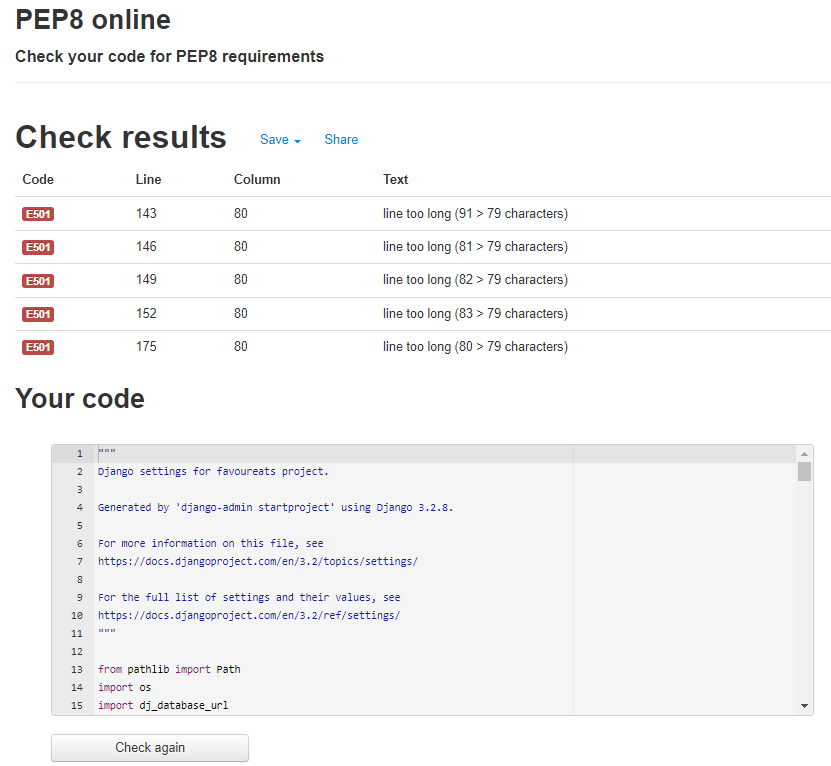 PEP8 online
Check your code for PEP8 requirements
Check results Save Share
Code Line Column Text
E501 143 80 line too long (91 > 79 characters)
E501 146 80 line too long (81 > 79 characters)
E501 149 80 line too long (82 > 79 characters)
E501 152 80 line too long (83 > 79 characters)
E501 175 80 line too long (80 > 79 characters)
Your code
1 """
2 Django settings for favoureats project.
3
4 Generated by 'django-admin startproject' using Django 3.2.8.
5
6 For more information on this file, see
7 https://docs.djangoproject.com/en/3.2/topics/settings/
8
9 For the full list of settings and their values, see
10 https://docs.djangoproject.com/en/3.2/ref/settings/
11 """
12
13 from pathlib import Path
14 import os
15 import dj_database_url
Check again